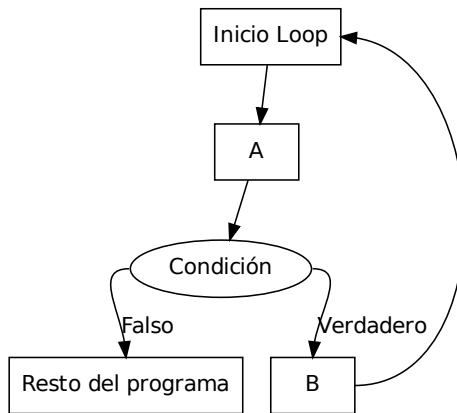 Inicio Loop
A
Condición
Falso
Verdadero
Resto del programa
B